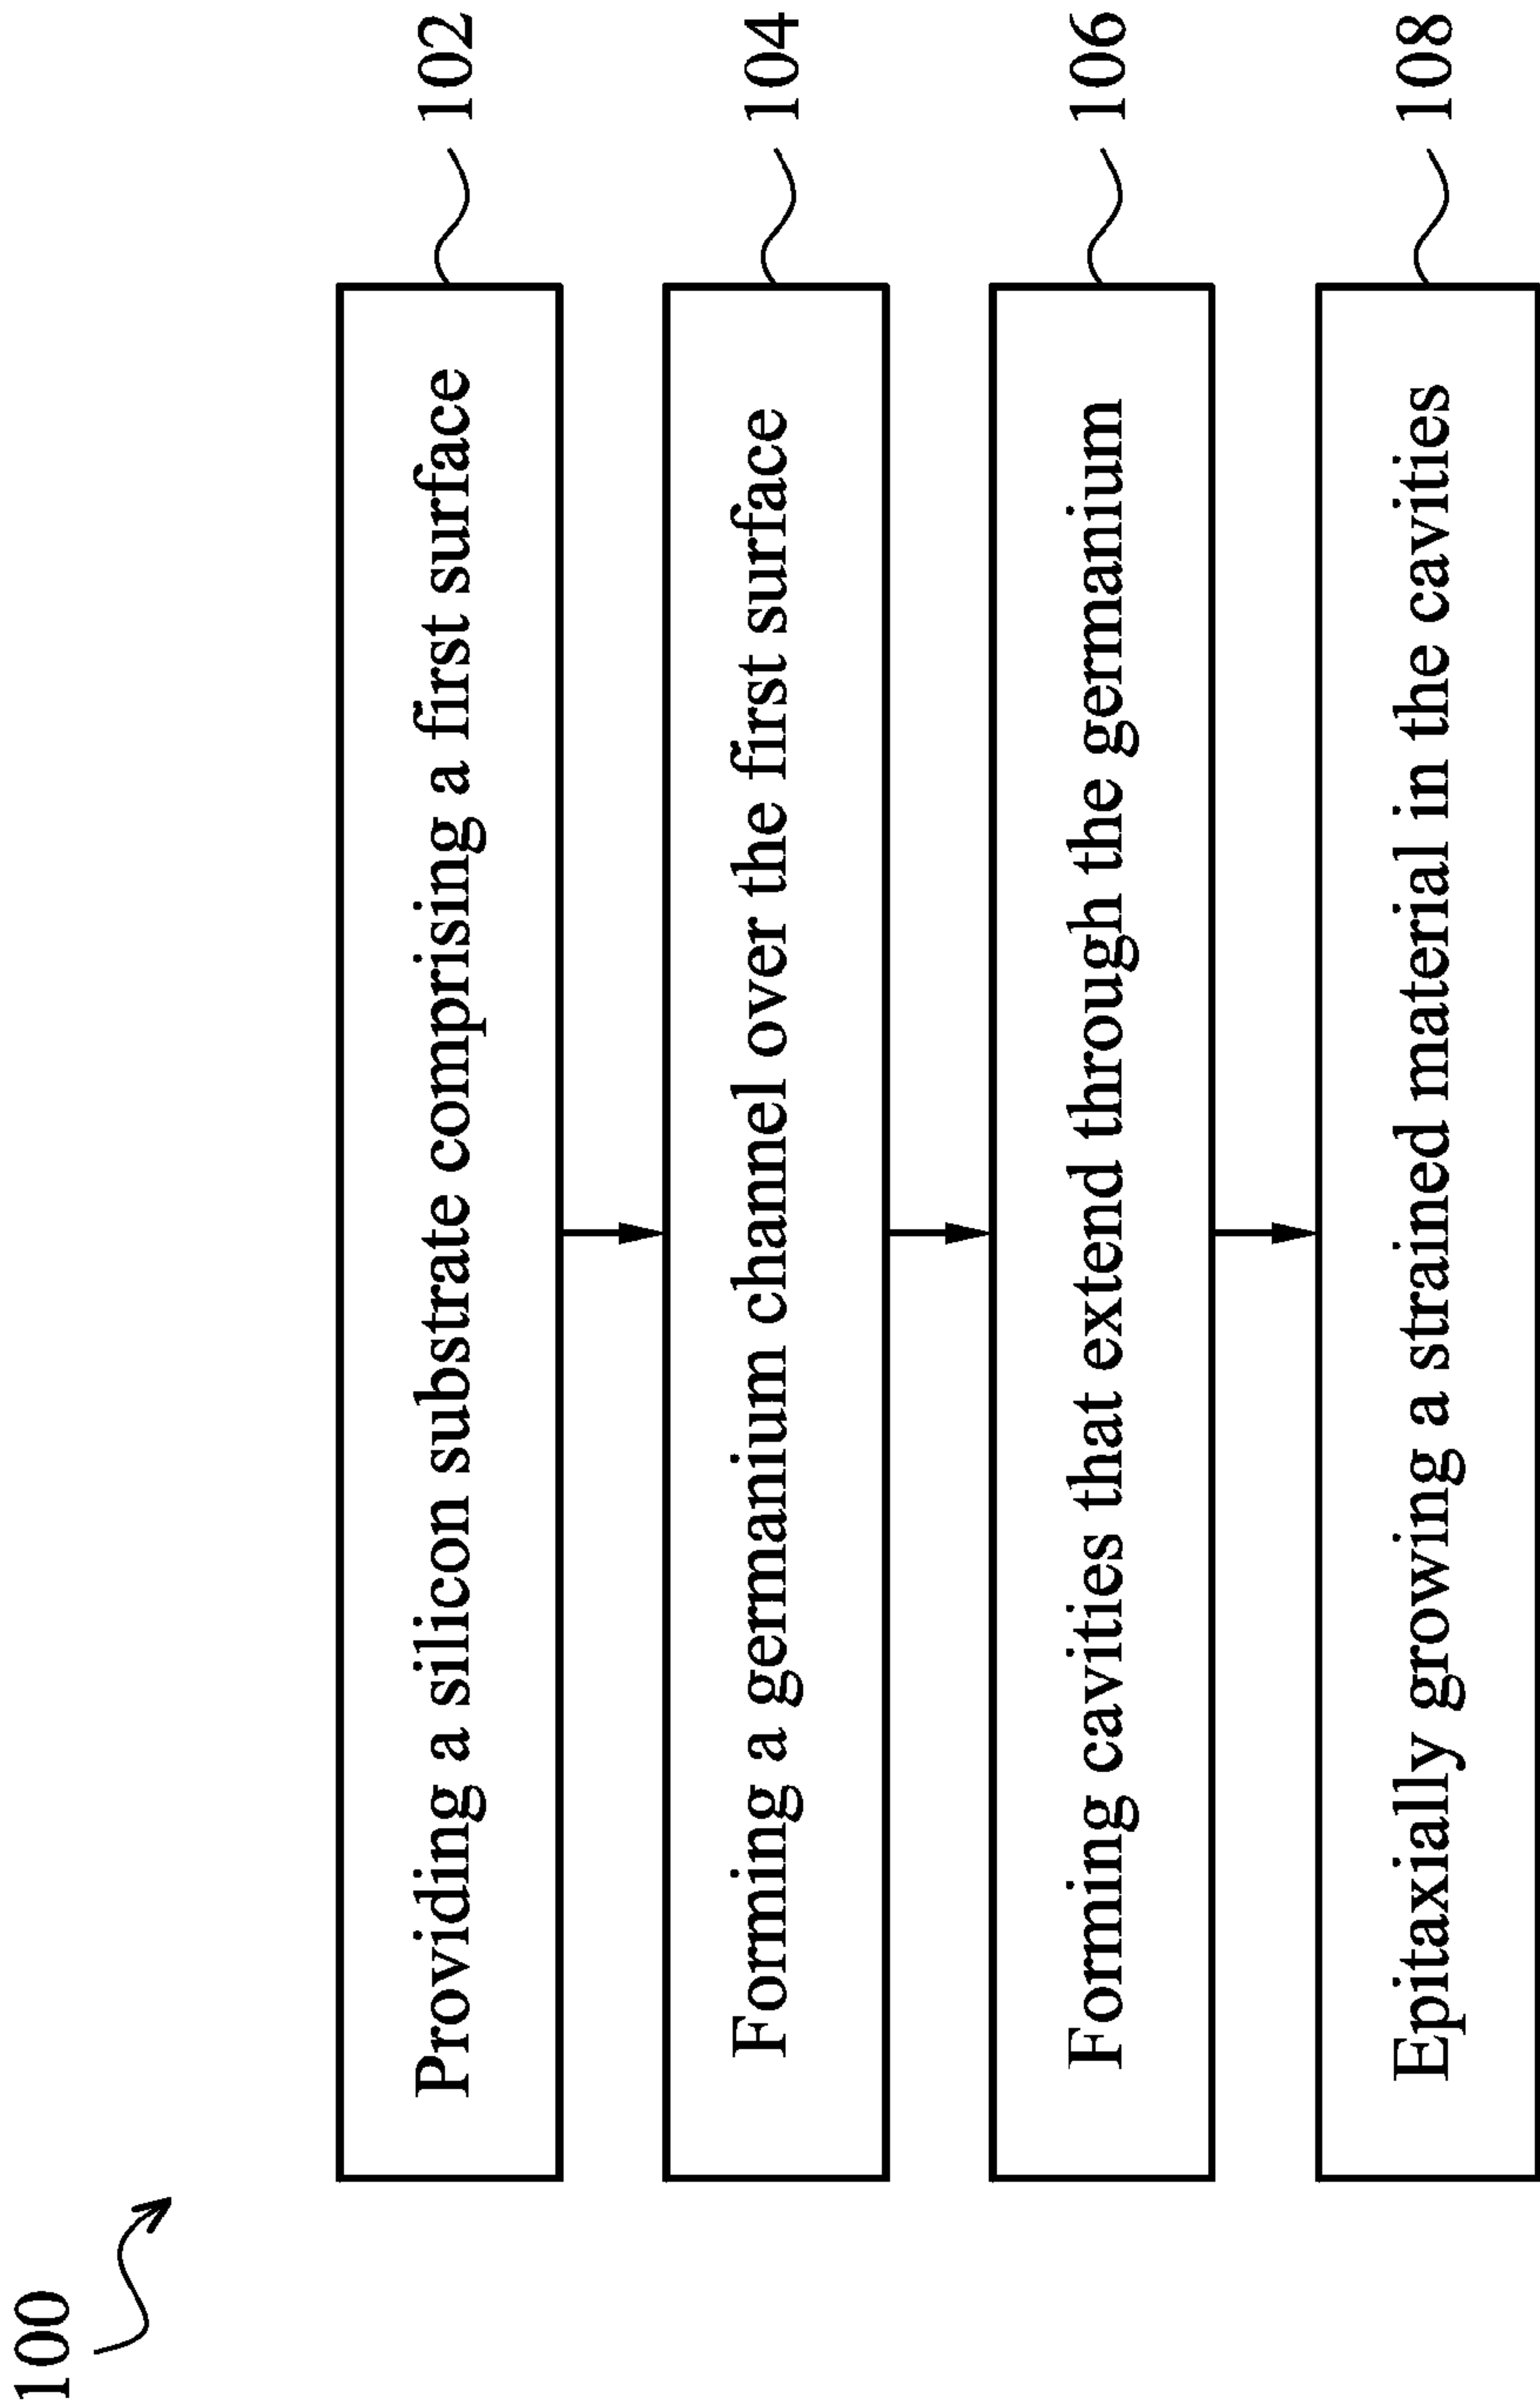 100
Providing a silicon substrate comprising a first surface
102
Forming a germanium channel over the first surface
104
Forming cavities that extend through the germanium
106
Epitaxially growing a strained material in the cavities
108